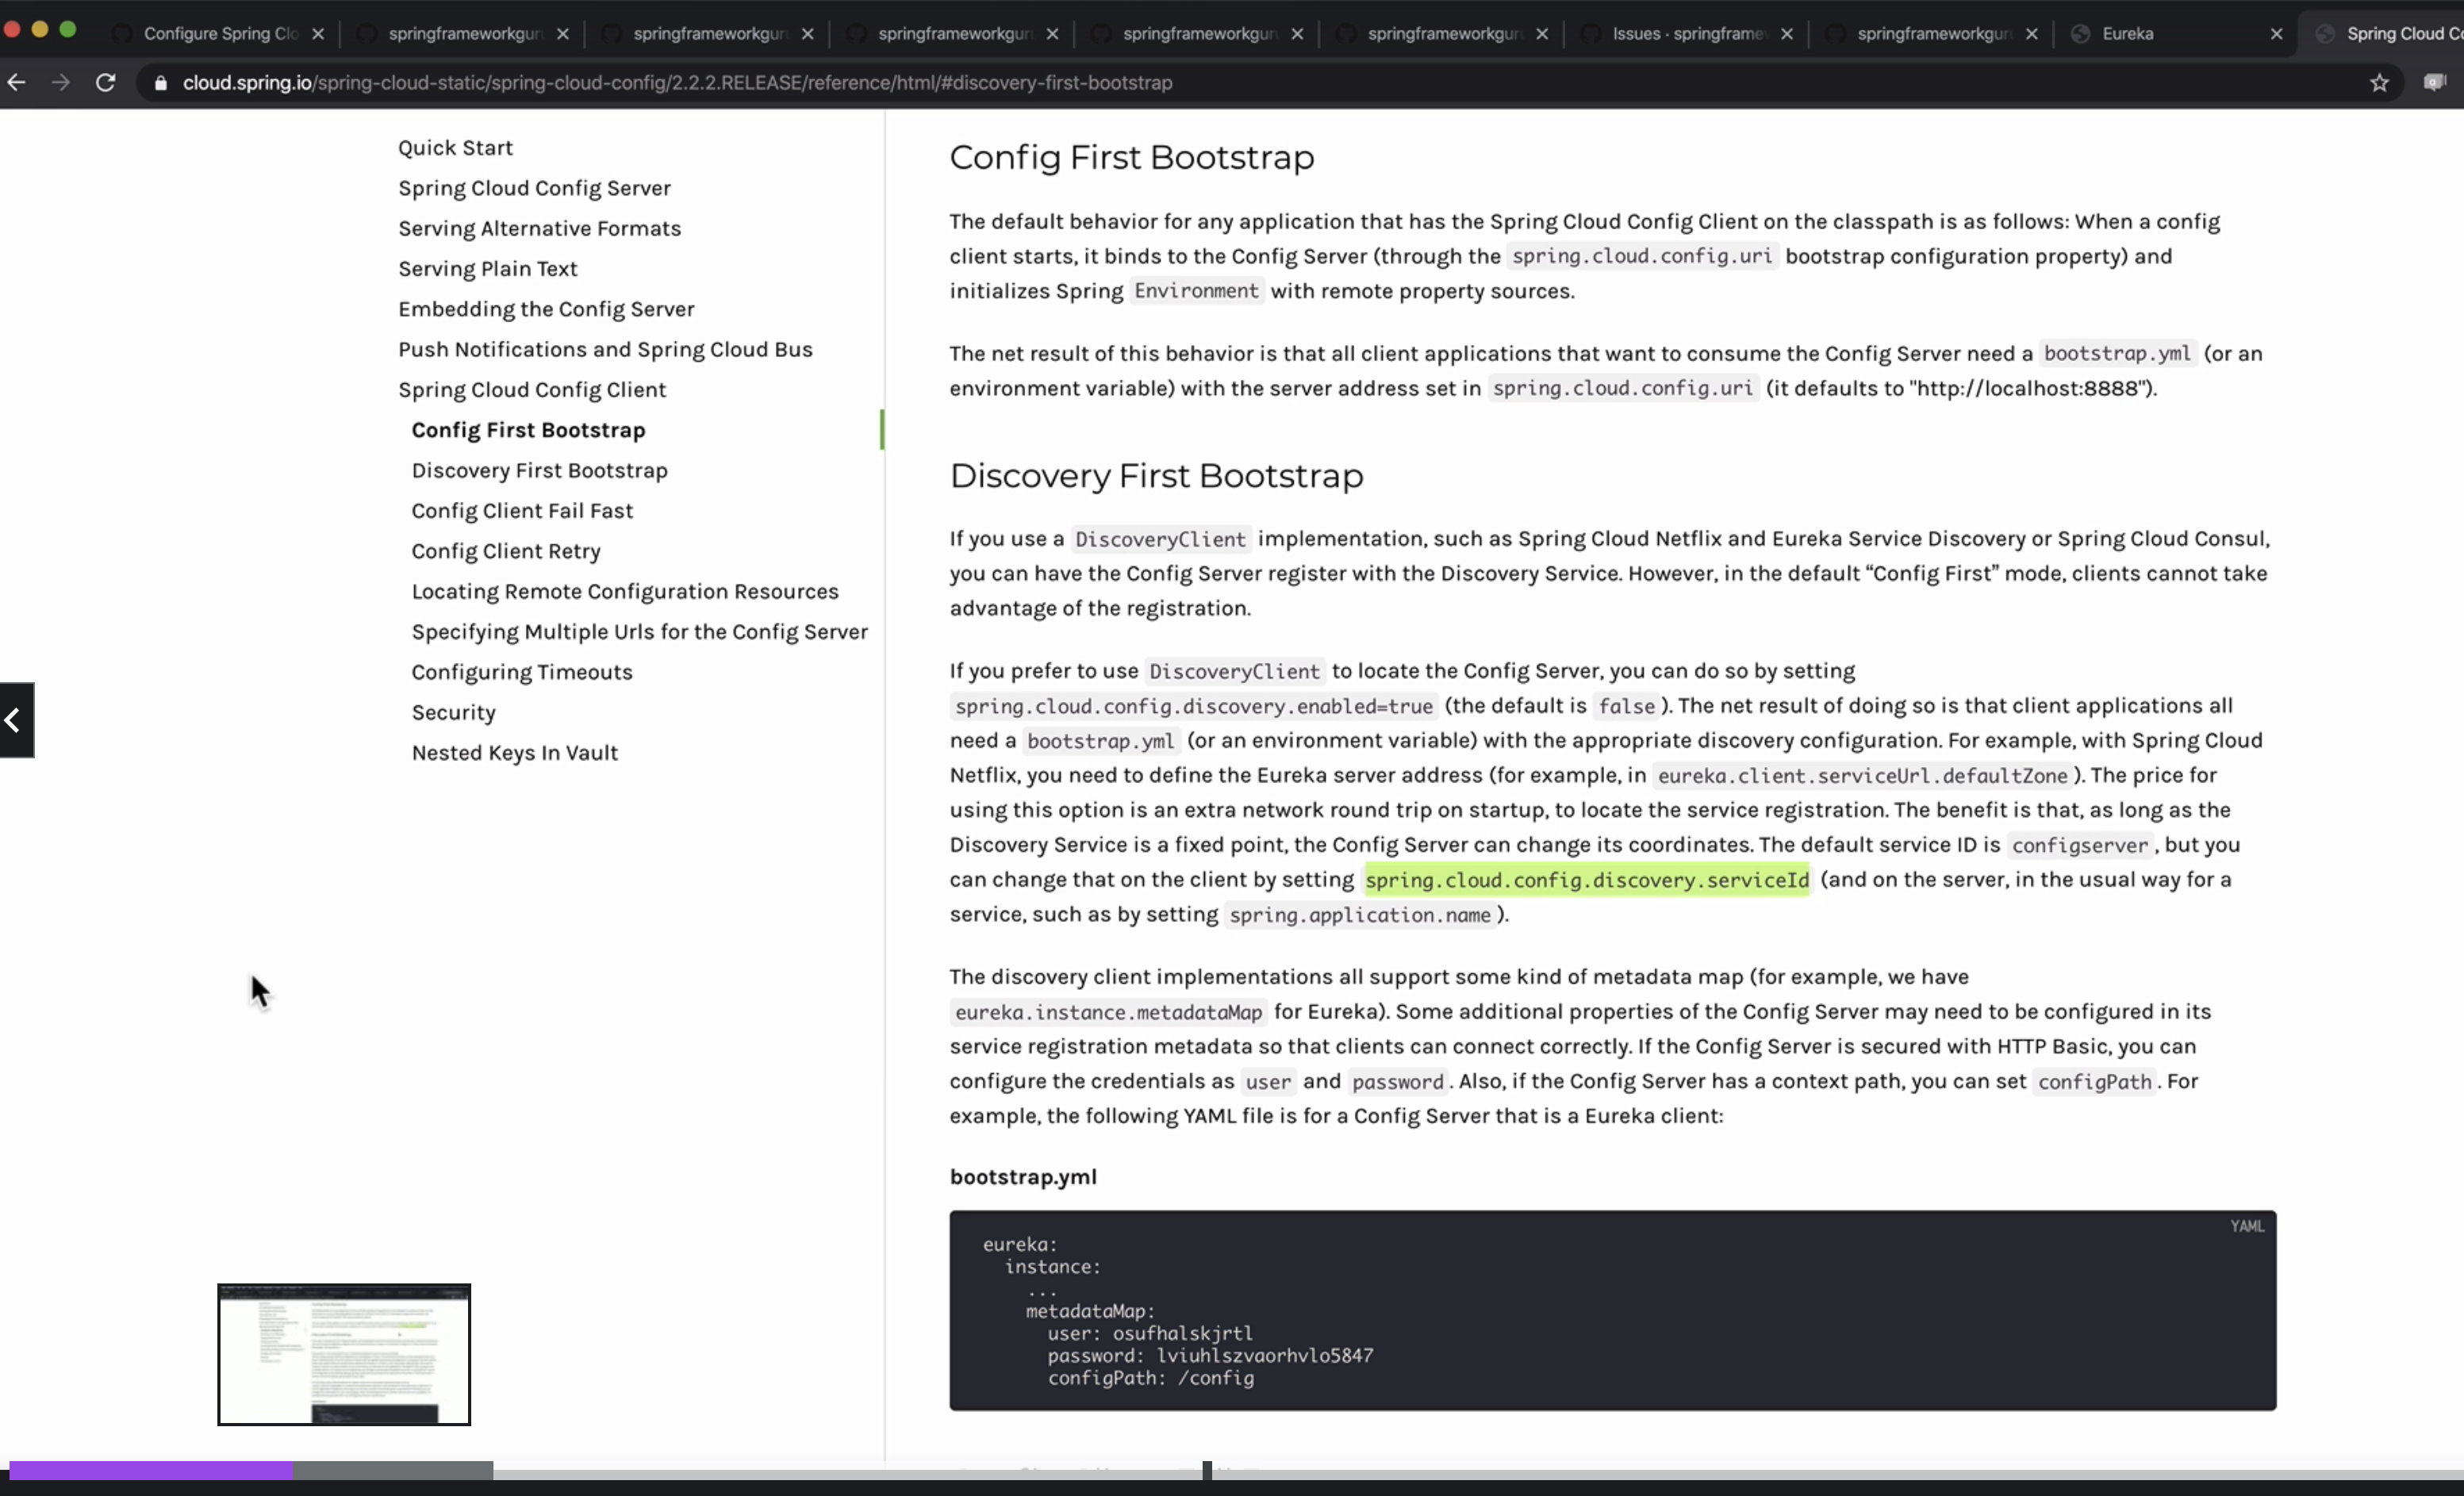 Configure Spring Clo
springframeworkguru
springframeworkguru
springframeworkguru
springframeworkguru
springframeworkguru
Issues · springframew
springframeworkguru
Eureka
Spring Cloud Co
cloud.spring.io/spring-cloud-static/spring-cloud-config/2.2.2.RELEASE/reference/html/#discovery-first-bootstrap
Quick Start
Spring Cloud Config Server
Serving Alternative Formats
Serving Plain Text
Embedding the Config Server
Push Notifications and Spring Cloud Bus
Spring Cloud Config Client
Config First Bootstrap
Discovery First Bootstrap
Config Client Fail Fast
Config Client Retry
Locating Remote Configuration Resources
Specifying Multiple Urls for the Config Server
Configuring Timeouts
Security
Nested Keys In Vault
Config First Bootstrap
The default behavior for any application that has the Spring Cloud Config Client on the classpath is as follows: When a config
client starts, it binds to the Config Server (through the spring.cloud.config.uri bootstrap configuration property) and
initializes Spring Environment with remote property sources.
The net result of this behavior is that all client applications that want to consume the Config Server need a bootstrap.yml (or an
environment variable) with the server address set in spring.cloud.config.uri (it defaults to "http://localhost:8888").
Discovery First Bootstrap
If you use a DiscoveryClient implementation, such as Spring Cloud Netflix and Eureka Service Discovery or Spring Cloud Consul,
you can have the Config Server register with the Discovery Service. However, in the default “Config First” mode, clients cannot take
advantage of the registration.
If you prefer to use DiscoveryClient to locate the Config Server, you can do so by setting
spring.cloud.config.discovery.enabled=true (the default is false). The net result of doing so is that client applications all
need a bootstrap.yml (or an environment variable) with the appropriate discovery configuration. For example, with Spring Cloud
Netflix, you need to define the Eureka server address (for example, in eureka.client.serviceUrl.defaultZone). The price for
using this option is an extra network round trip on startup, to locate the service registration. The benefit is that, as long as the
Discovery Service is a fixed point, the Config Server can change its coordinates. The default service ID is configserver, but you
can change that on the client by setting spring.cloud.config.discovery.serviceId (and on the server, in the usual way for a
service, such as by setting spring.application.name).
The discovery client implementations all support some kind of metadata map (for example, we have
eureka.instance.metadataMap for Eureka). Some additional properties of the Config Server may need to be configured in its
service registration metadata so that clients can connect correctly. If the Config Server is secured with HTTP Basic, you can
configure the credentials as user and password. Also, if the Config Server has a context path, you can set configPath. For
example, the following YAML file is for a Config Server that is a Eureka client:
bootstrap.yml
YAML
eureka:
instance:
...
metadataMap:
user: osufhalskjrtl
password: lviuhlszvaorhvlo5847
configPath: /config